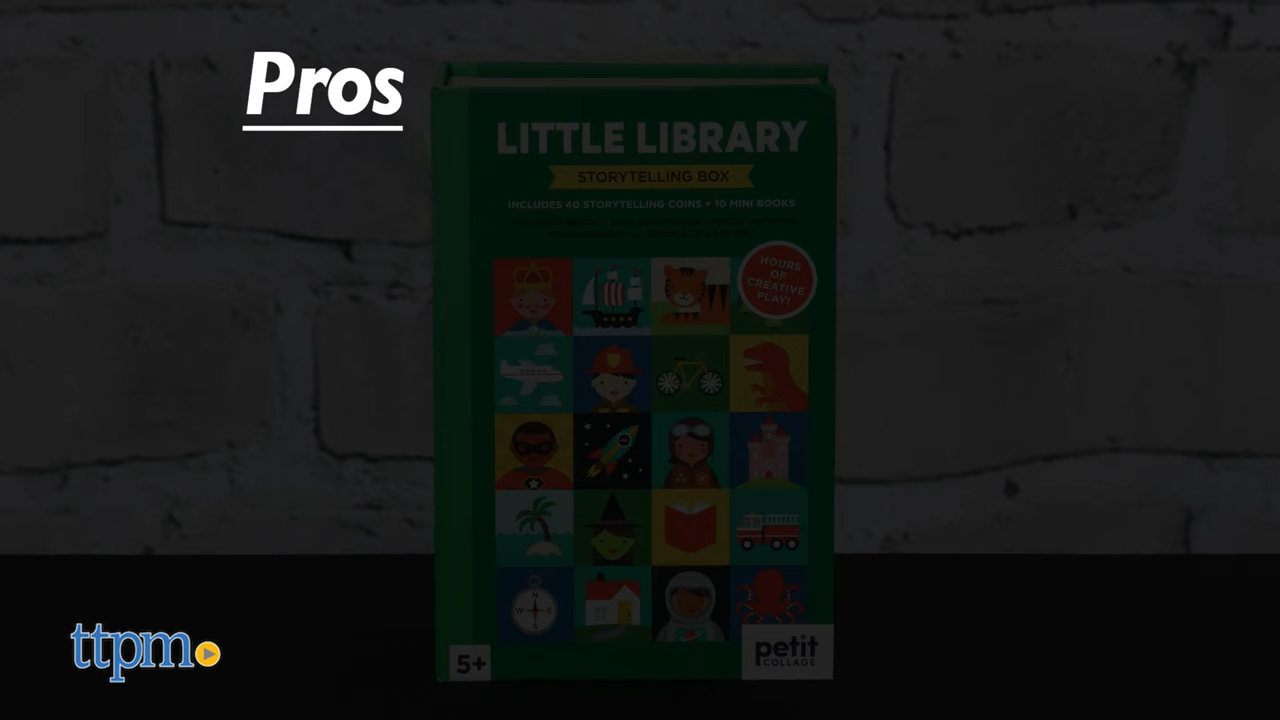 Pros
LITTLE LIBRARY
STORYTELLING BOX
INCLUDES 40 STORYTELLING COINS + 10 MINI BOOKS
HOURS
OF
CREATIVE
PLAY!
N
W E
S
5+
petit
COLLAGE
ttpm